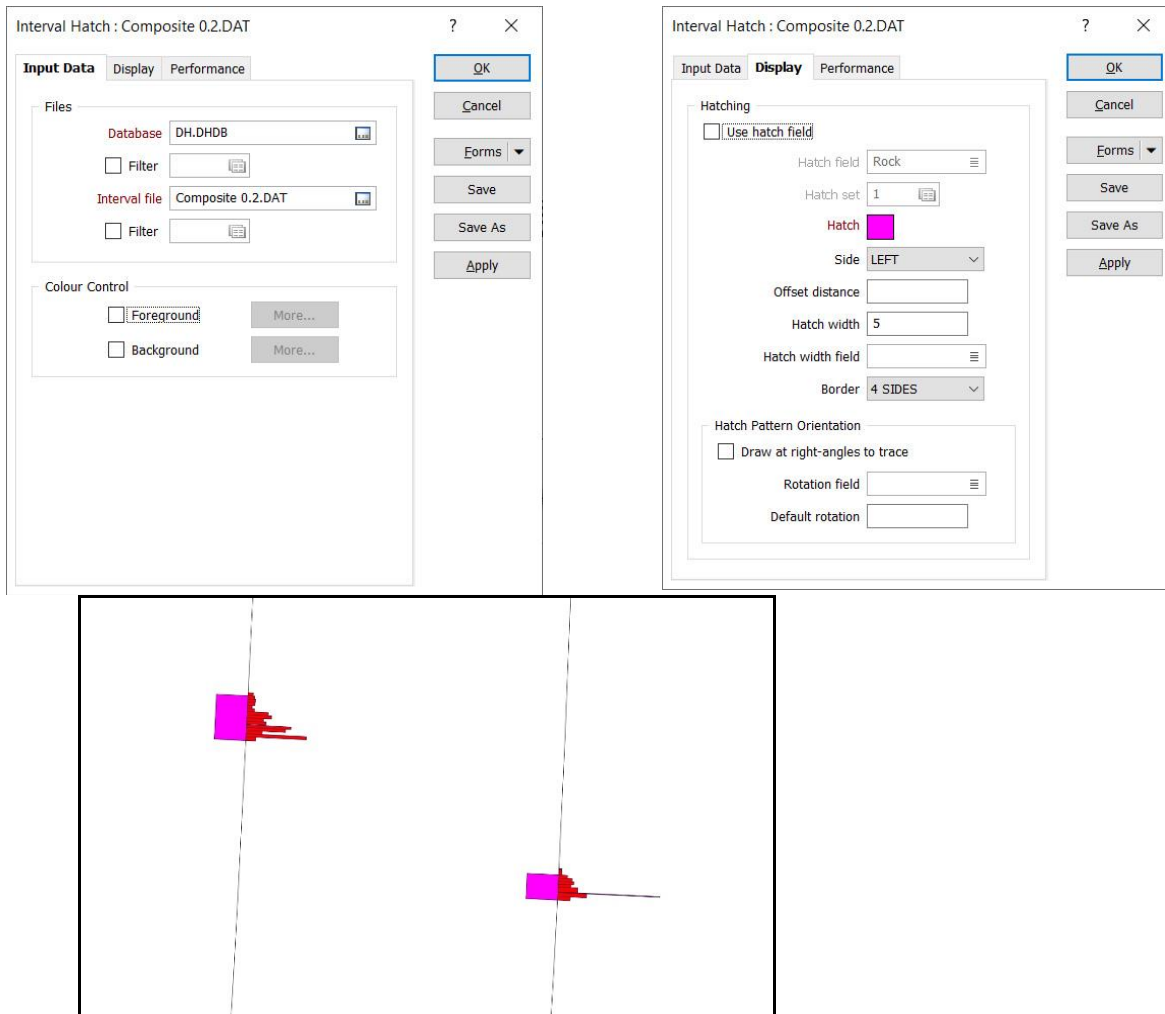 Interval Hatch : Composite 0.2.DAT ?
Input Data Display Performance
Files
Database DH.DHDB
Filter
Interval file Composite 0.2.DAT
Filter
Colour Control
Foreground More...
Background More...
OK
Cancel
Forms
Save
Save As
Apply
Interval Hatch : Composite 0.2.DAT ?
Input Data Display Performance
Hatching
Use hatch field
Hatch field Rock
Hatch set 1
Hatch
Side LEFT
Offset distance
Hatch width 5
Hatch width field
Border 4 SIDES
Hatch Pattern Orientation
Draw at right-angles to trace
Rotation field
Default rotation
OK
Cancel
Forms
Save
Save As
Apply